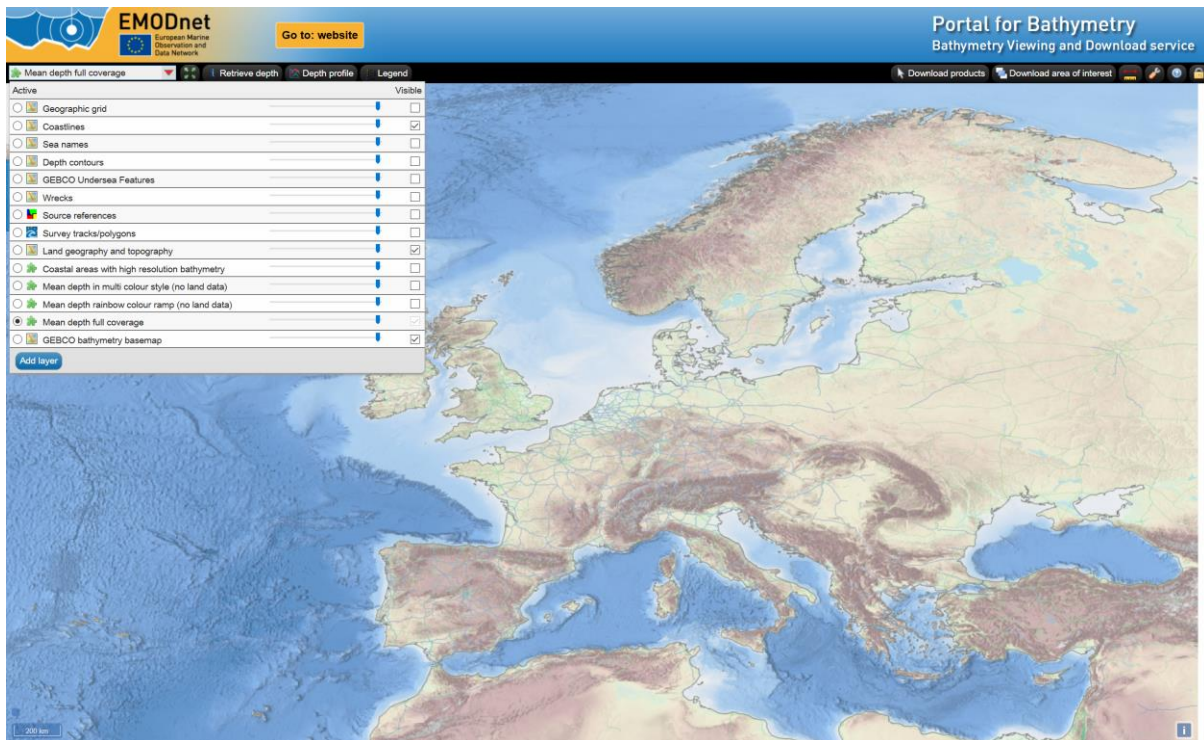 EMODnet
European Marine
Observation and
Data Network
Go to: website
Portal for Bathymetry
Bathymetry Viewing and Download service
Mean depth full coverage
Retrieve depth
Depth profile
Legend
Download products
Download area of interest
Active Visible
Geographic grid
Coastlines
Sea names
Depth contours
GEBCO Undersea Features
Wrecks
Source references
Survey tracks/polygons
Land geography and topography
Coastal areas with high resolution bathymetry
Mean depth in multi colour style (no land data)
Mean depth rainbow colour ramp (no land data)
Mean depth full coverage
GEBCO bathymetry basemap
Add layer
200 km
i